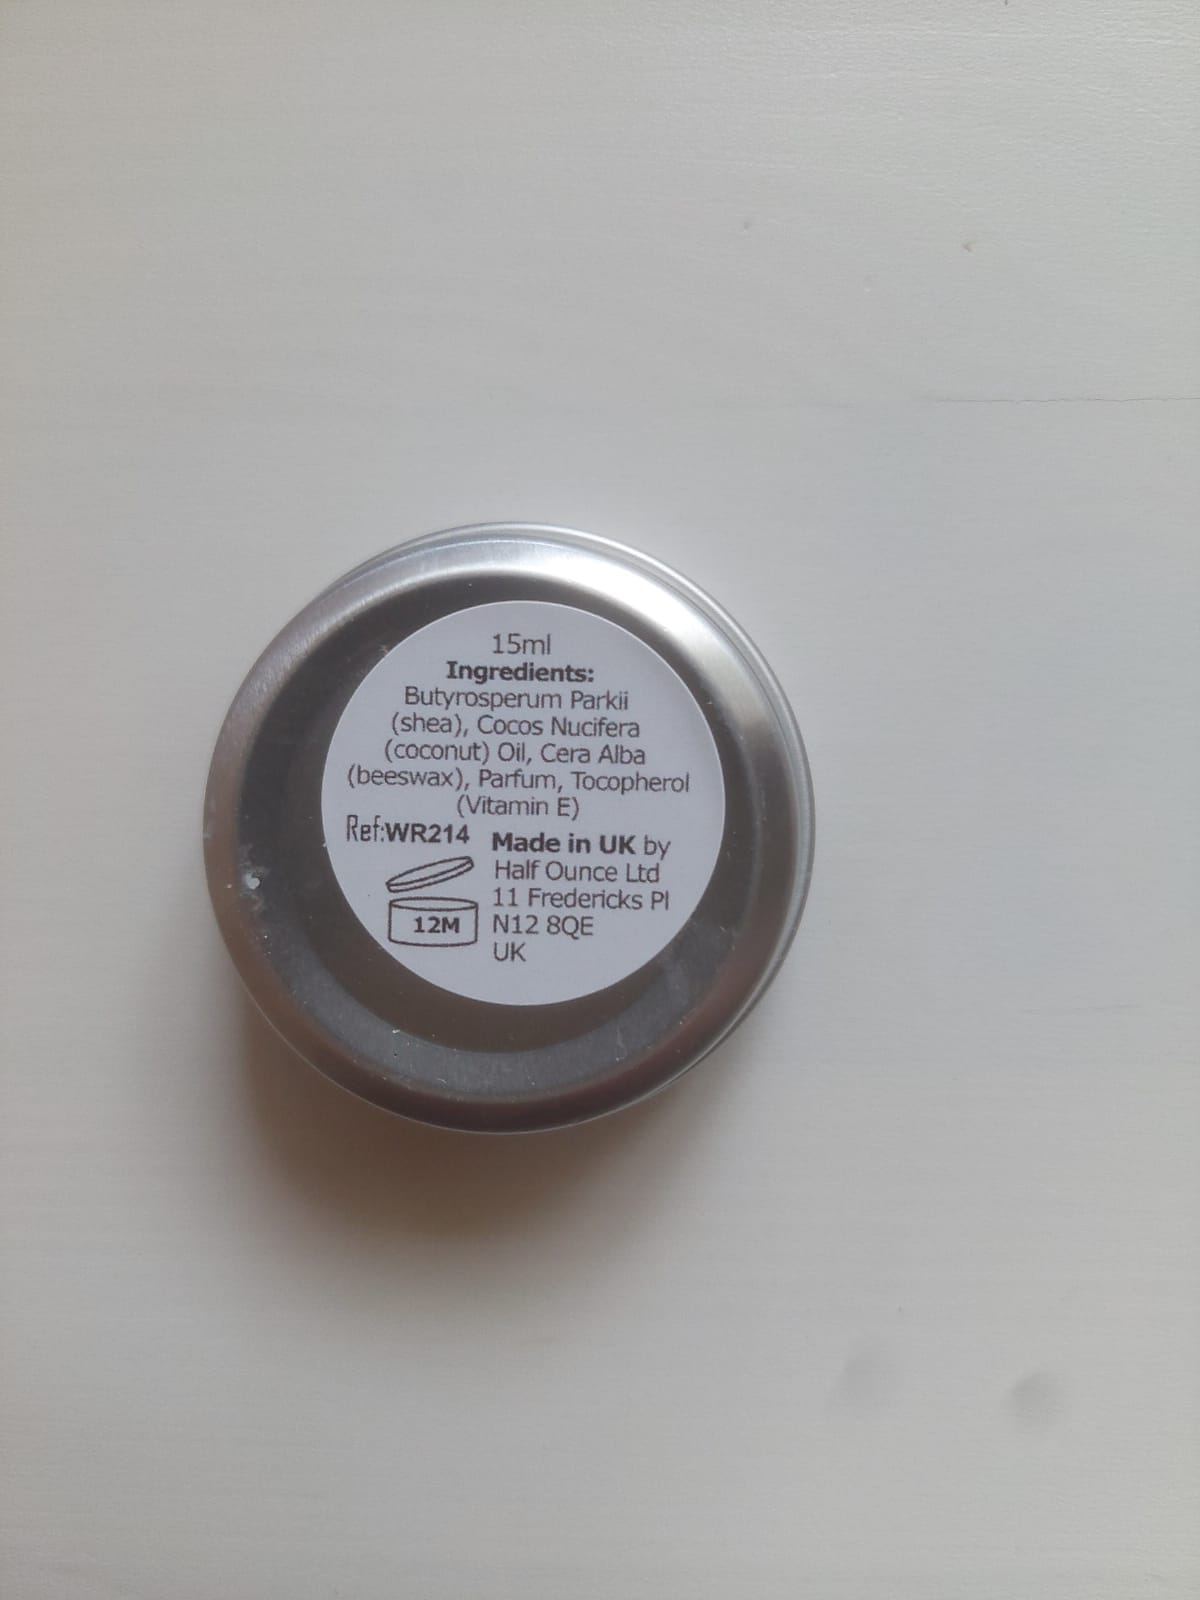 15ml
Ingredients:
Butyrosperum Parkii
(shea), Cocos Nucifera
(coconut) Oil, Cera Alba
(beeswax), Parfum, Tocopherol
(Vitamin E)
Ref:WR214
12M
Made in UK by
Half Ounce Ltd
11 Fredericks Pl
N12 8QE
UK